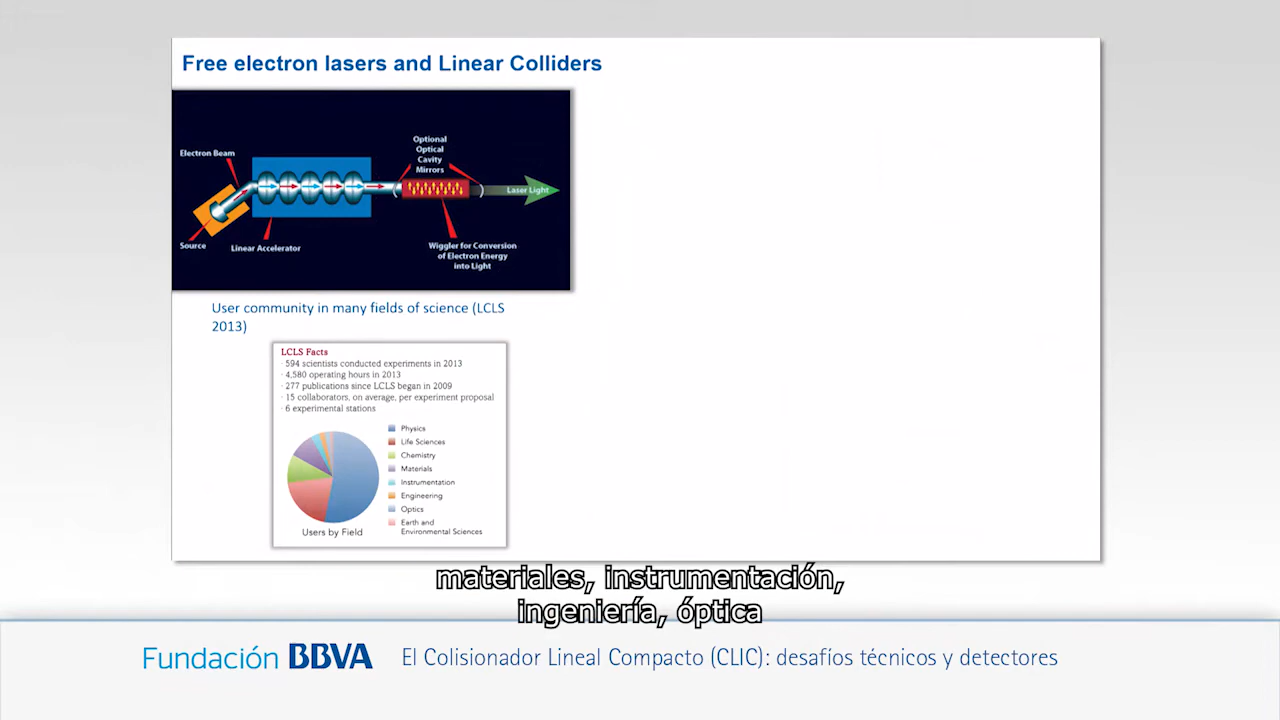 Free electron lasers and Linear Colliders
Electron Beam
Optional
Optical
Cavity
Mirrors
Laser Light
Source
Linear Accelerator
Wiggler for Conversion
of Electron Energy
into Light
User community in many fields of science (LCLS
2013)
LCLS Facts
· 594 scientists conducted experiments in 2013
· 4,580 operating hours in 2013
· 277 publications since LCLS began in 2009
· 15 collaborators, on average, per experiment proposal
· 6 experimental stations
Physics
Life Sciences
Chemistry
Materials
Instrumentation
Engineering
Optics
Earth and
Environmental Sciences
Users by Field
materiales, instrumentación,
ingeniería, óptica
Fundación BBVA
El Colisionador Lineal Compacto (CLIC): desafíos técnicos y detectores